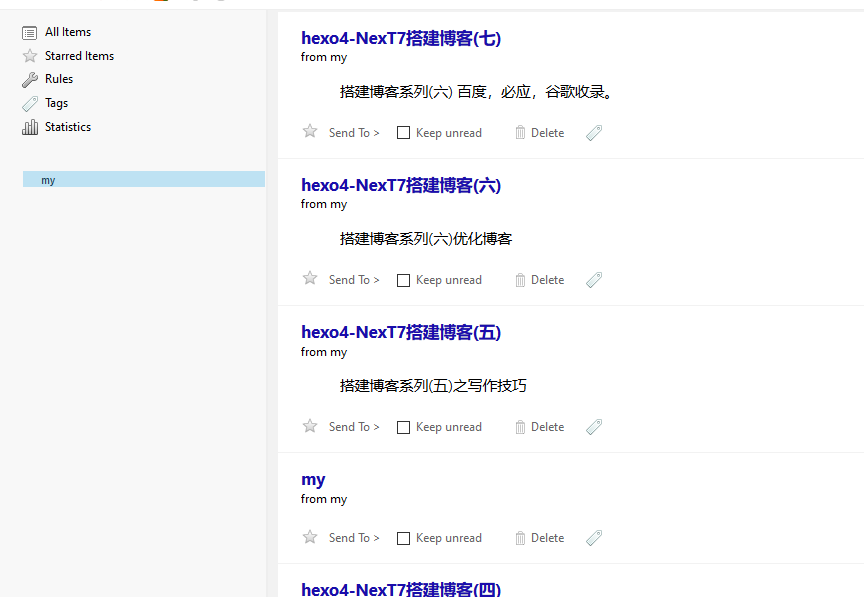 All Items
Starred Items
Rules
Tags
Statistics
my
hexo4-NexT7搭建博客(七)
from my
搭建博客系列(六) 百度，必应，谷歌收录。
Send To > Keep unread Delete
hexo4-NexT7搭建博客(六)
from my
搭建博客系列(六)优化博客
Send To > Keep unread Delete
hexo4-NexT7搭建博客(五)
from my
搭建博客系列(五)之写作技巧
Send To > Keep unread Delete
my
from my
Send To > Keep unread Delete
hexo4-NexT7搭建博客(四)